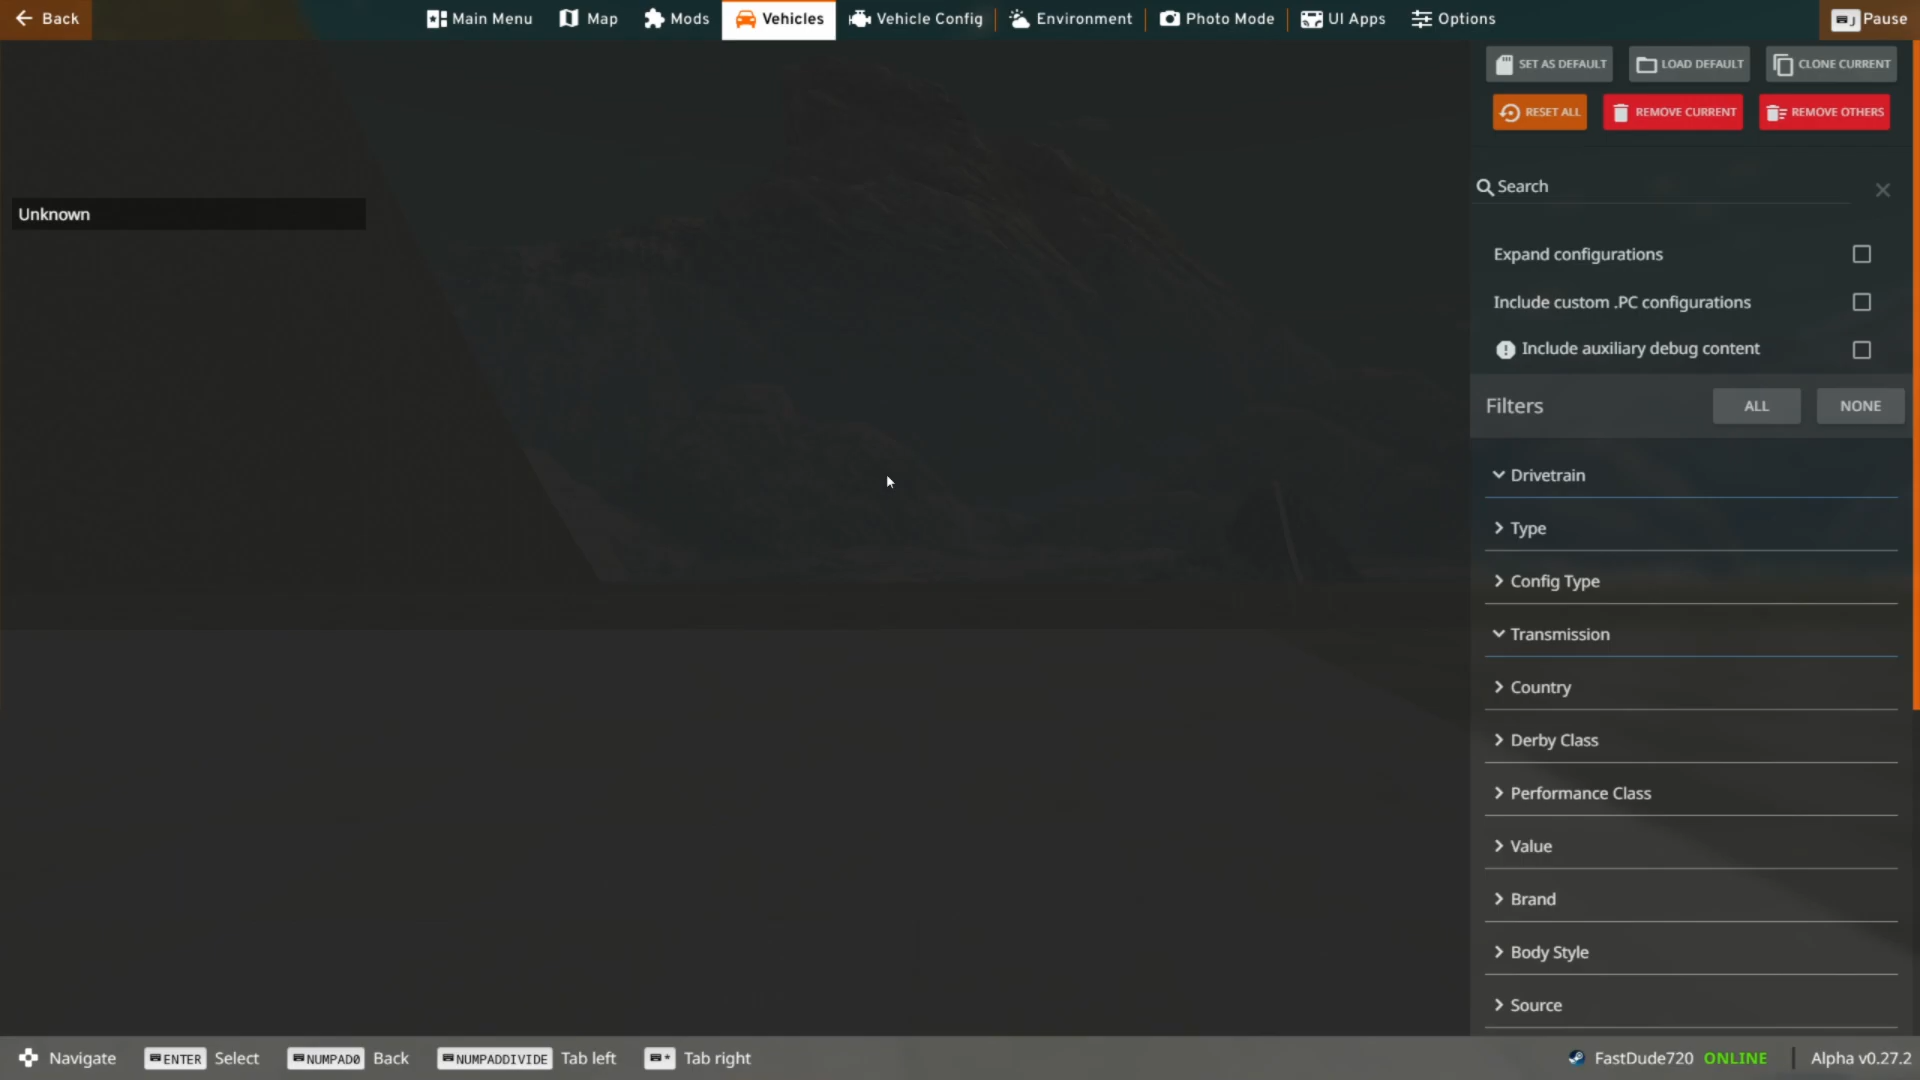 Back
Main Menu
Map
Mods
Vehicles
Vehicle Config
Environment
Photo Mode
UI Apps
Options
J Pause
SET AS DEFAULT
LOAD DEFAULT
CLONE CURRENT
RESET ALL
REMOVE CURRENT
REMOVE OTHERS
Search
Unknown
Expand configurations
Include custom .PC configurations
Include auxiliary debug content
Filters
ALL
NONE
Drivetrain
Type
Config Type
Transmission
Country
Derby Class
Performance Class
Value
Brand
Body Style
Source
Navigate
ENTER Select
NUMPAD0 Back
NUMPADDIVIDE Tab left
* Tab right
FastDude720 ONLINE
Alpha v0.27.2